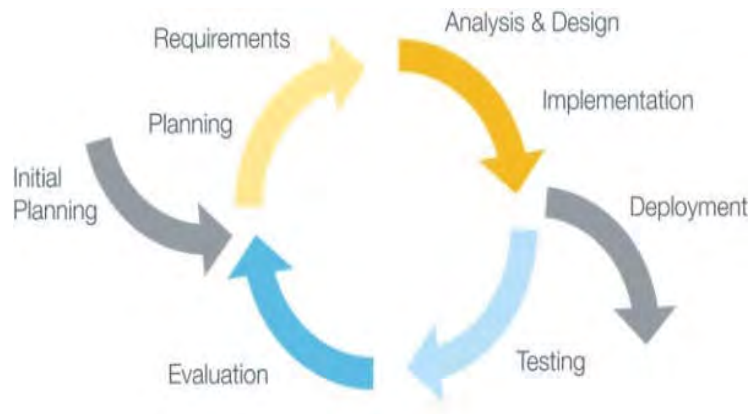 Requirements
Analysis & Design
Planning
Implementation
Initial
Planning
Deployment
Evaluation
Testing